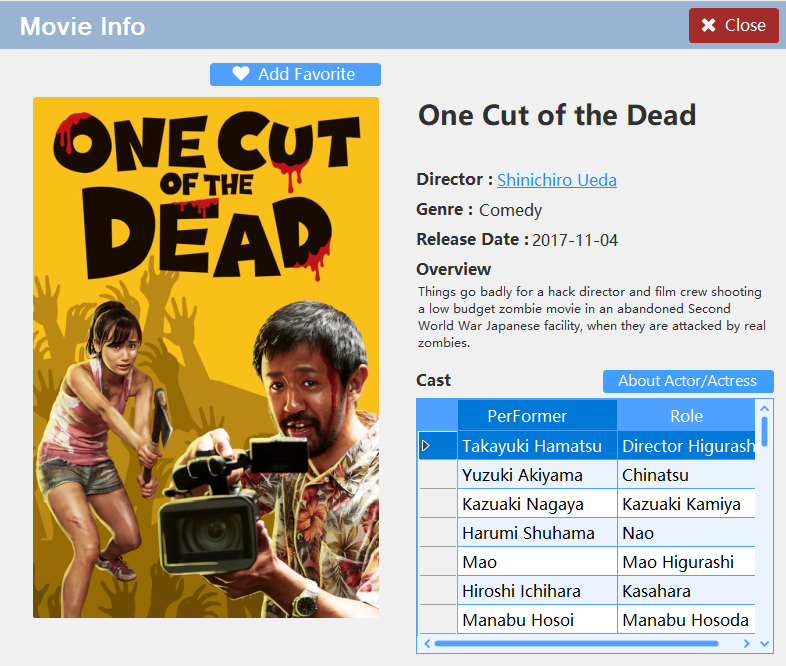 Movie Info
Close
Add Favorite
ONE CUT
OF THE
DEAD
One Cut of the Dead
Director : Shinichiro Ueda
Genre : Comedy
Release Date : 2017-11-04
Overview
Things go badly for a hack director and film crew shooting
a low budget zombie movie in an abandoned Second
World War Japanese facility, when they are attacked by real
zombies.
Cast
About Actor/Actress
PerFormer Role
Takayuki Hamatsu Director Higurash
Yuzuki Akiyama Chinatsu
Kazuaki Nagaya Kazuaki Kamiya
Harumi Shuhama Nao
Mao Mao Higurashi
Hiroshi Ichihara Kasahara
Manabu Hosoi Manabu Hosoda